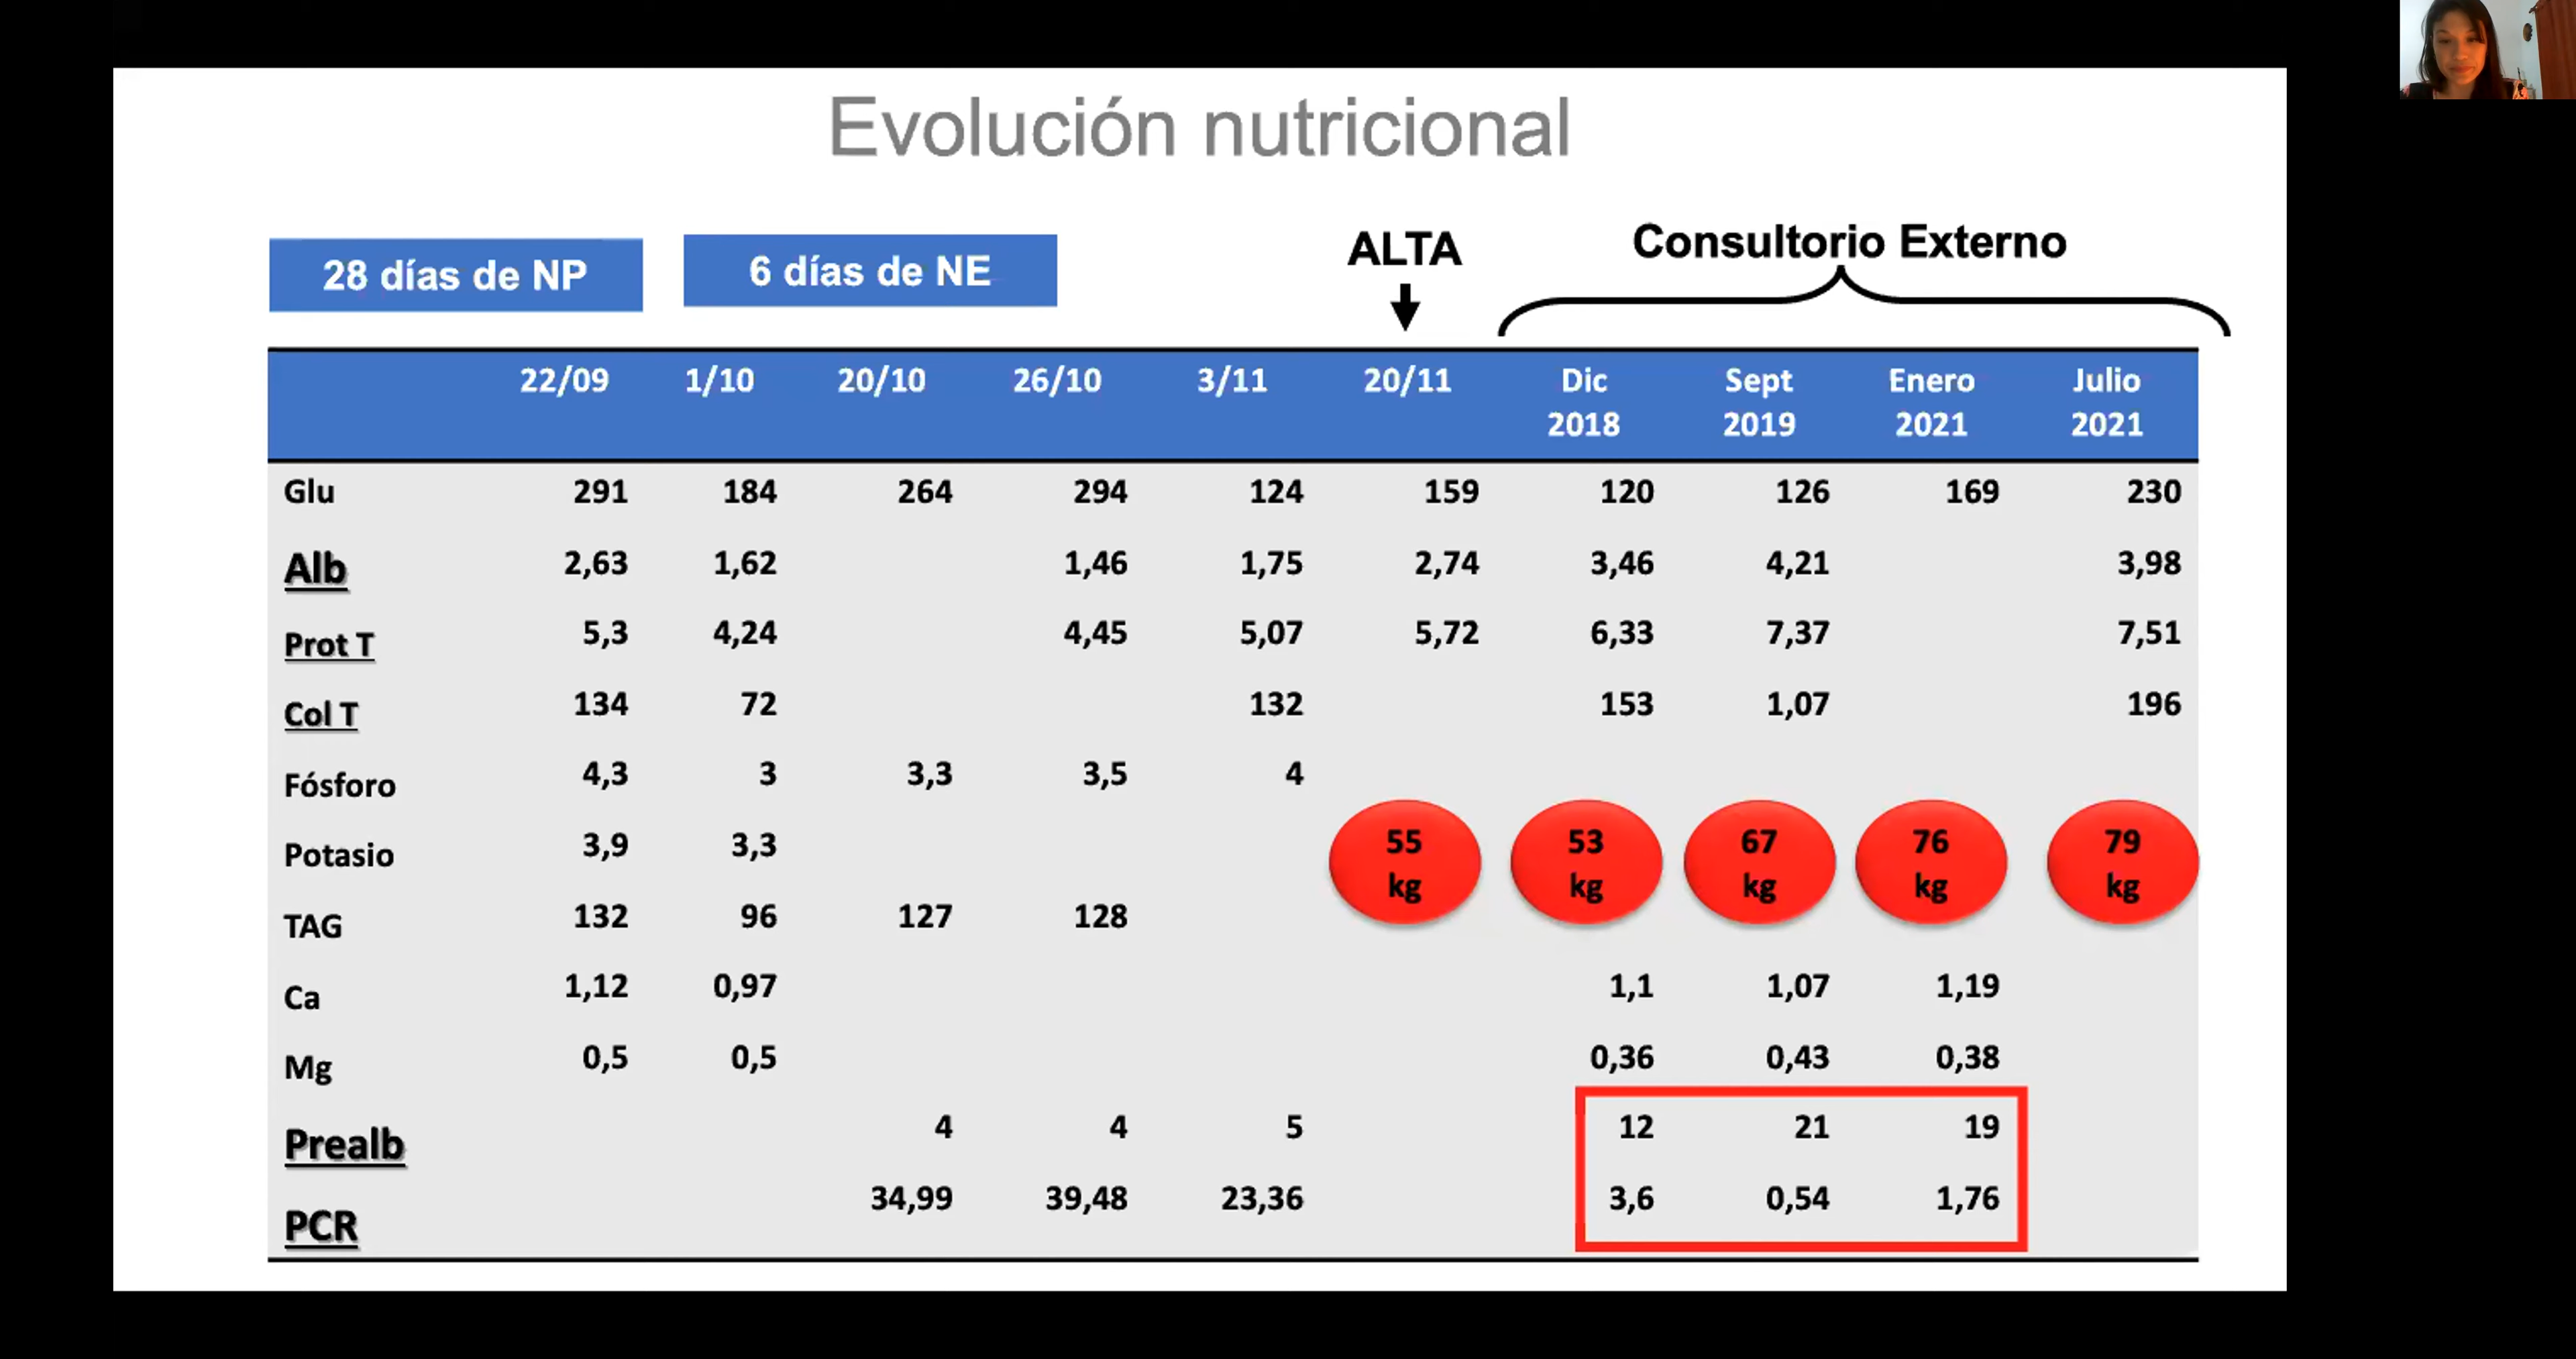 Evolución nutricional
28 días de NP
6 días de NE
ALTA
Consultorio Externo
22/09 1/10 20/10 26/10 3/11 20/11 Dic 2018 Sept 2019 Enero 2021 Julio 2021
Glu 291 184 264 294 124 159 120 126 169 230
Alb 2,63 1,62 1,46 1,75 2,74 3,46 4,21 3,98
Prot T 5,3 4,24 4,45 5,07 5,72 6,33 7,37 7,51
Col T 134 72 132 153 1,07 196
Fósforo 4,3 3 3,3 3,5 4
Potasio 3,9 3,3
55 kg 53 kg 67 kg 76 kg 79 kg
TAG 132 96 127 128
Ca 1,12 0,97 1,1 1,07 1,19
Mg 0,5 0,5 0,36 0,43 0,38
Prealb 4 4 5 12 21 19
PCR 34,99 39,48 23,36 3,6 0,54 1,76